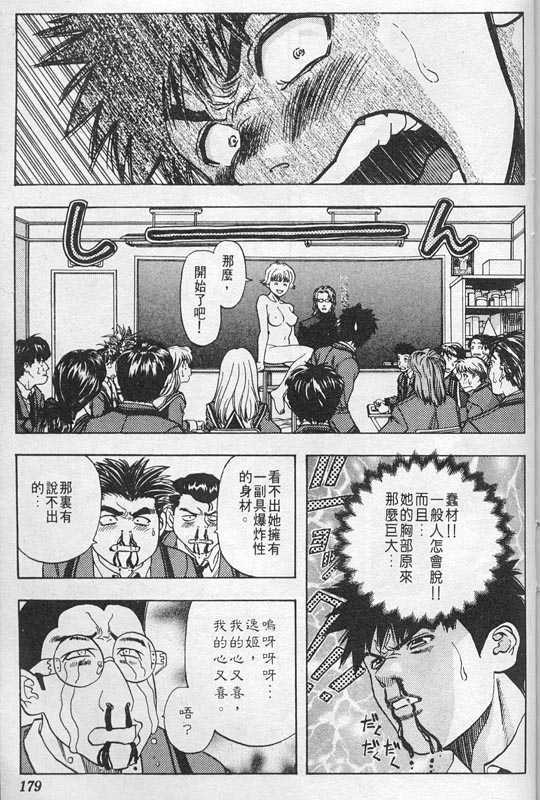 しーん
那麼，
開始了吧！
蠢材!!
一般人怎會脫!!
而且…
她的胸部原來
那麼巨大…
だくだくだく
看不出她擁有
一副具爆炸性
的身材。
那裏有
說不出
的…
嗚呀呀呀…
逸姬，
我的心又喜，
我的心又喜。
唔？
179